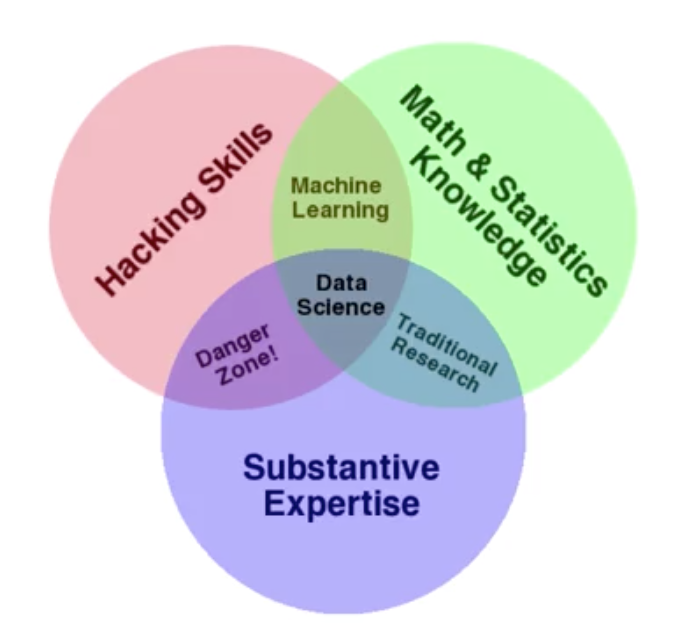 Hacking Skills
Math & Statistics
Knowledge
Machine
Learning
Data
Science
Danger
Zone!
Traditional
Research
Substantive
Expertise